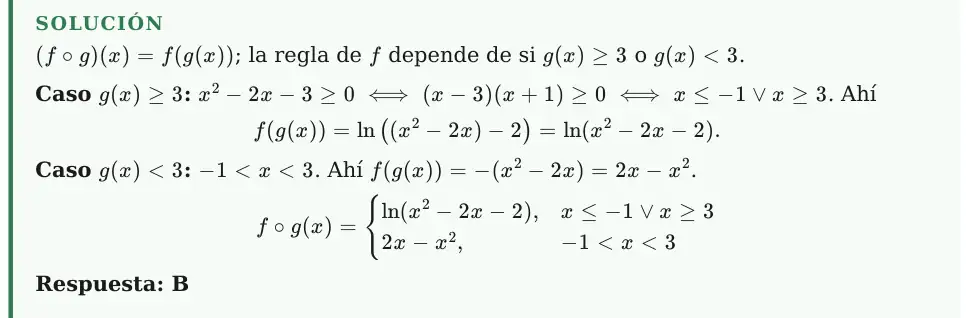 SOLUCIÓN
(f ∘ g)(x) = f(g(x)); la regla de f depende de si g(x) ≥ 3 o g(x) < 3.
Caso g(x) ≥ 3: x² − 2x − 3 ≥ 0 ⟺ (x − 3)(x + 1) ≥ 0 ⟺ x ≤ −1 ∨ x ≥ 3. Ahí
f(g(x)) = ln((x² − 2x) − 2) = ln(x² − 2x − 2).
Caso g(x) < 3: −1 < x < 3. Ahí f(g(x)) = −(x² − 2x) = 2x − x².
f ∘ g(x) = { ln(x² − 2x − 2), x ≤ −1 ∨ x ≥ 3
2x − x², −1 < x < 3
Respuesta: B